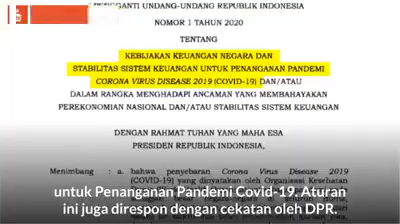 PENGGANTI UNDANG-UNDANG REPUBLIK INDONESIA
NOMOR 1 TAHUN 2020
TENTANG
KEBIJAKAN KEUANGAN NEGARA DAN
STABILITAS SISTEM KEUANGAN UNTUK PENANGANAN PANDEMI
CORONA VIRUS DISEASE 2019 (COVID-19) DAN/ATAU
DALAM RANGKA MENGHADAPI ANCAMAN YANG MEMBAHAYAKAN
PEREKONOMIAN NASIONAL DAN/ATAU STABILITAS SISTEM KEUANGAN
DENGAN RAHMAT TUHAN YANG MAHA ESA
PRESIDEN REPUBLIK INDONESIA,
Menimbang : a. bahwa penyebaran Corona Virus Disease 2019
(COVID-19) yang dinyatakan oleh Organisasi Kesehatan
untuk Penanganan Pandemi Covid-19. Aturan
ini juga direspon dengan cekatan oleh DPR.